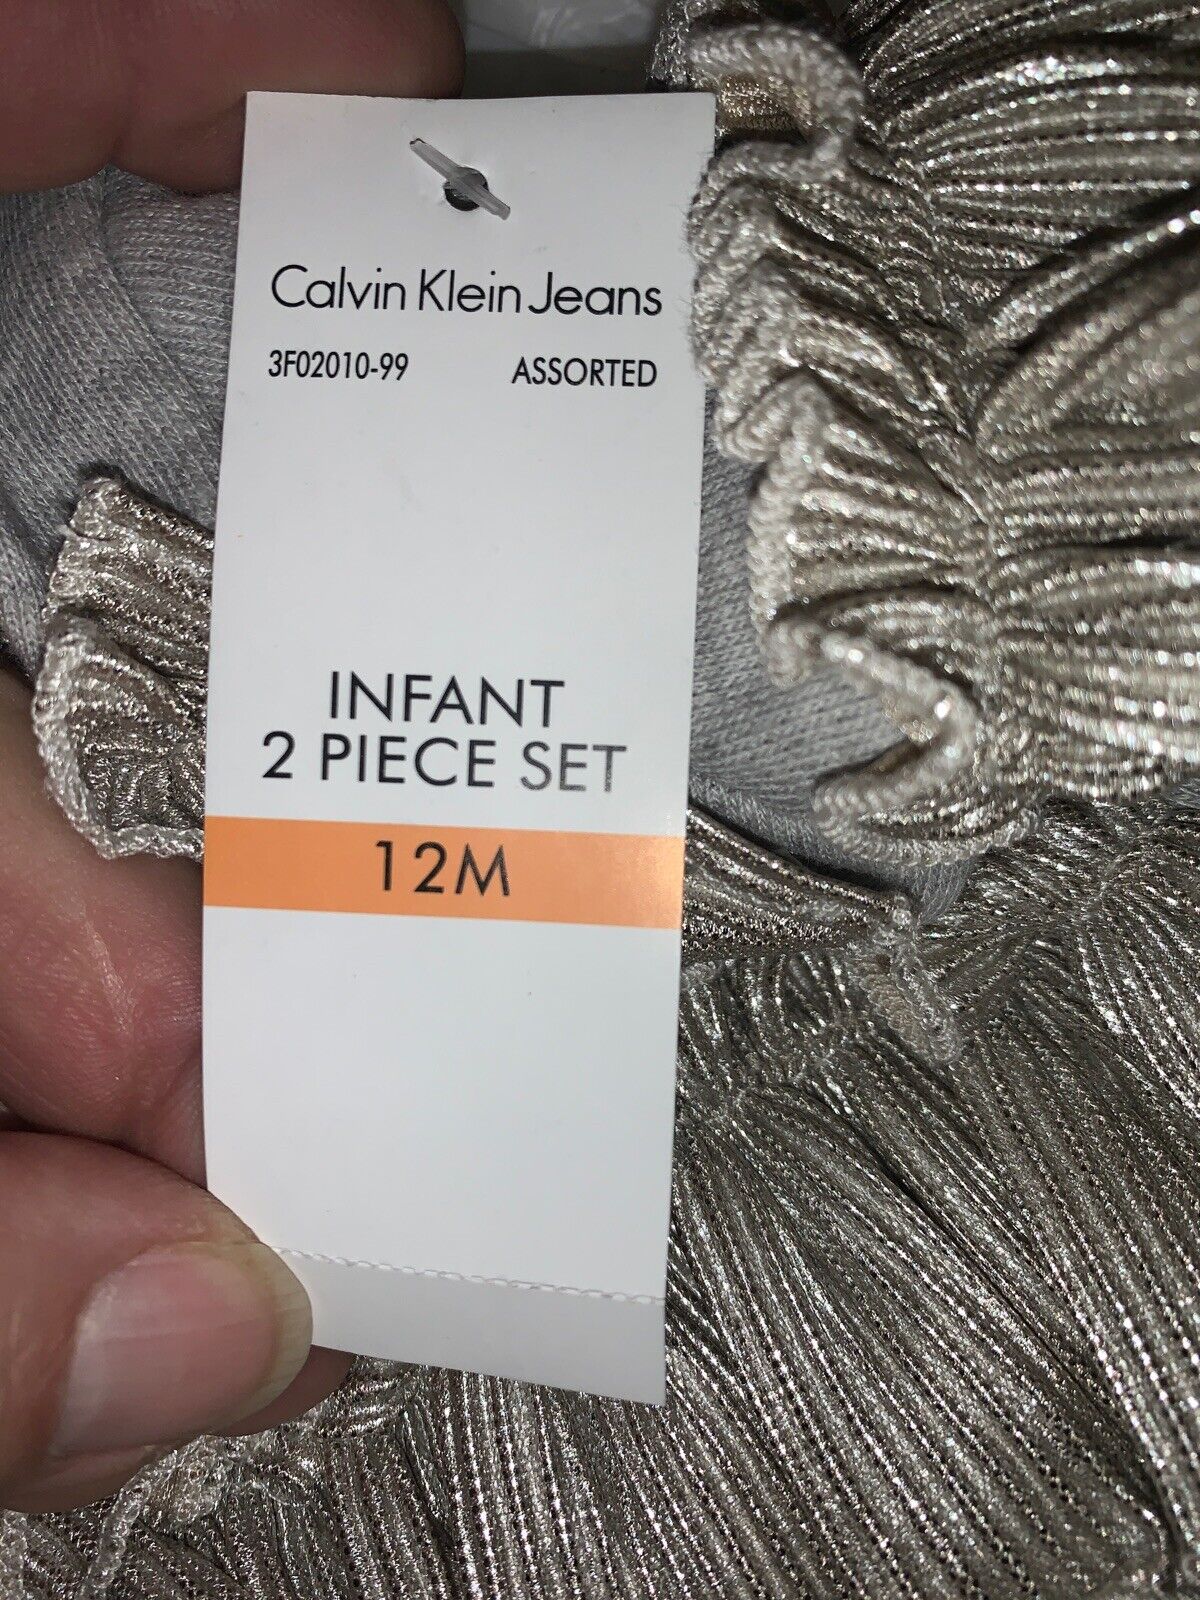 Calvin Klein Jeans
3F02010-99 ASSORTED
INFANT
2 PIECE SET
12M